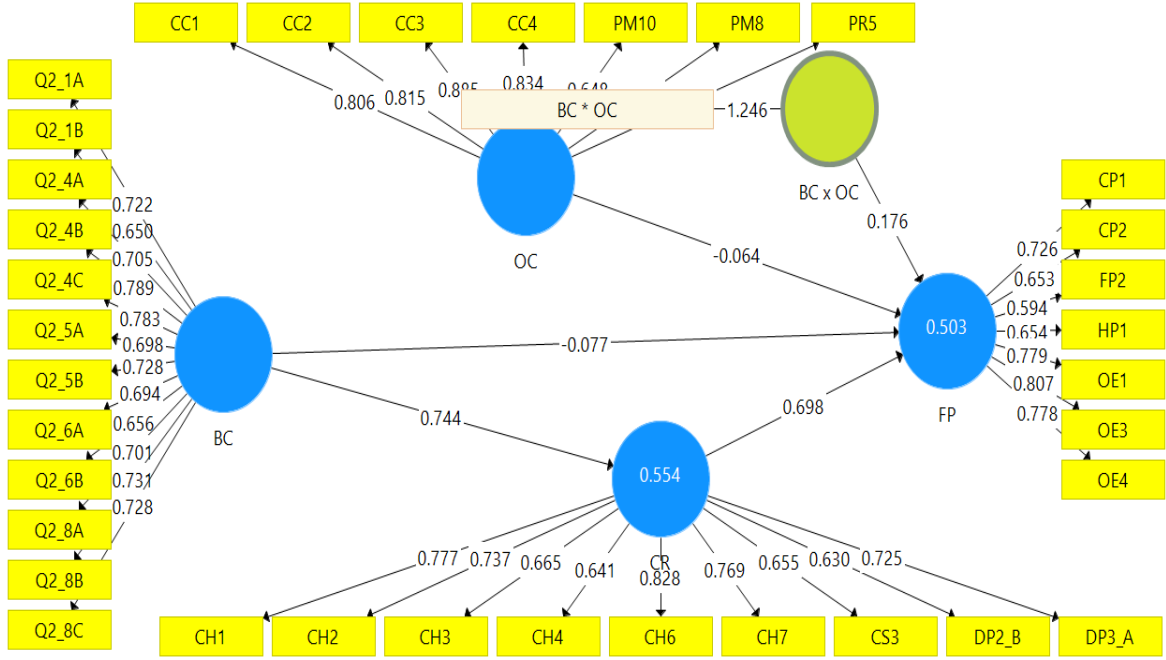 CC1 CC2 CC3 CC4 PM10 PM8 PR5
Q2_1A
Q2_1B
Q2_4A
Q2_4B
Q2_4C
Q2_5A
Q2_5B
Q2_6A
Q2_6B
Q2_8A
Q2_8B
Q2_8C
0.806 0.815 0.885 0.834 0.648
BC * OC
1.246
BC x OC
OC
0.176
-0.064
0.722
0.650
0.705
0.789
0.783
0.698
0.728
0.694
0.656
0.701
0.731
0.728
BC
-0.077
0.744
0.698
0.503
FP
0.726
0.653
0.594
0.654
0.779
0.807
0.778
CP1
CP2
FP2
HP1
OE1
OE3
OE4
0.554
CR
0.777 0.737 0.665 0.641 0.828 0.769 0.655 0.630 0.725
CH1 CH2 CH3 CH4 CH6 CH7 CS3 DP2_B DP3_A